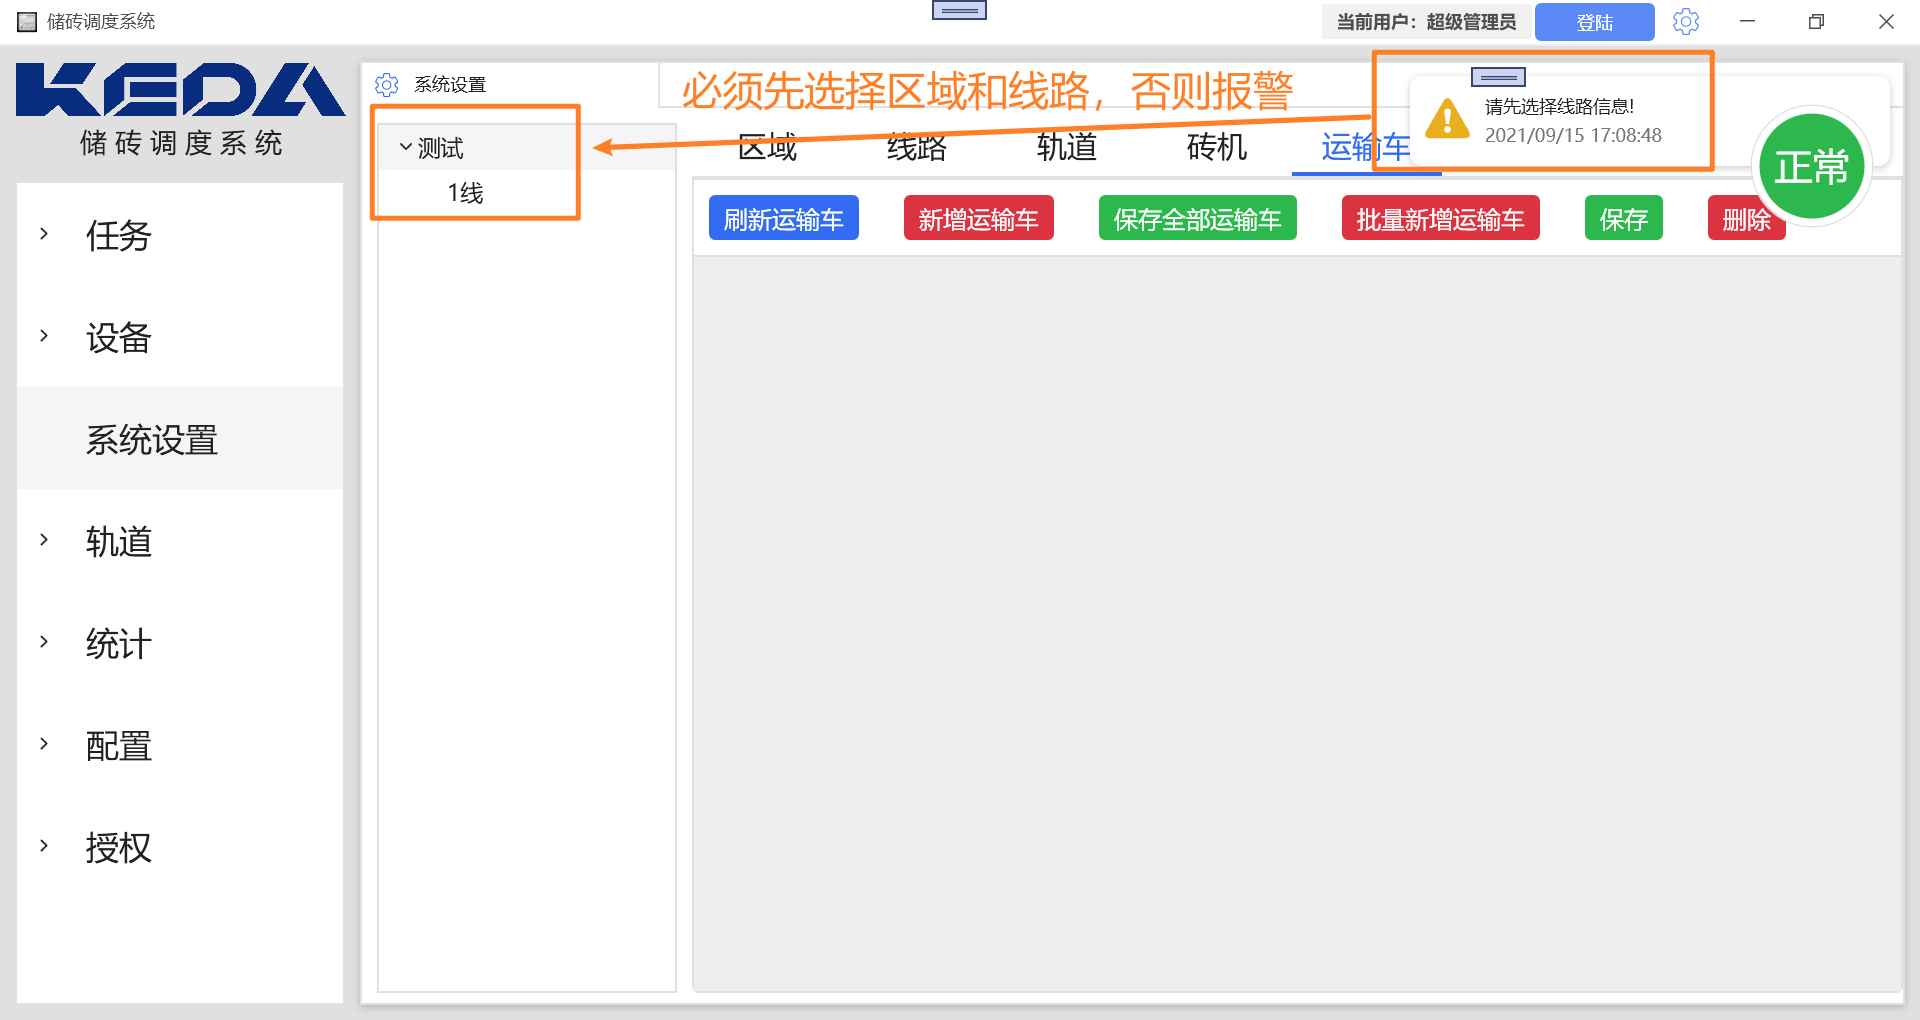 储砖调度系统
当前用户：超级管理员
登陆
KEDA
储砖调度系统
任务
设备
系统设置
轨道
统计
配置
授权
系统设置
必须先选择区域和线路，否则报警
测试
1线
区域
线路
轨道
砖机
运输车
请先选择线路信息!
2021/09/15 17:08:48
正常
刷新运输车
新增运输车
保存全部运输车
批量新增运输车
保存
删除